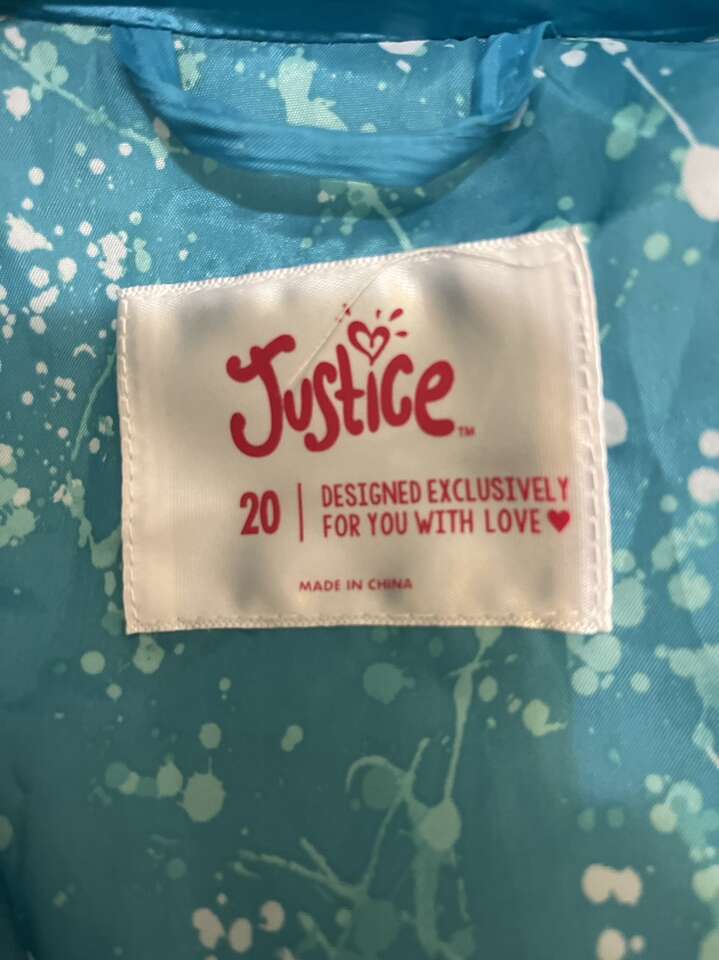 Justice™
20 | DESIGNED EXCLUSIVELY
FOR YOU WITH LOVE ♥
MADE IN CHINA